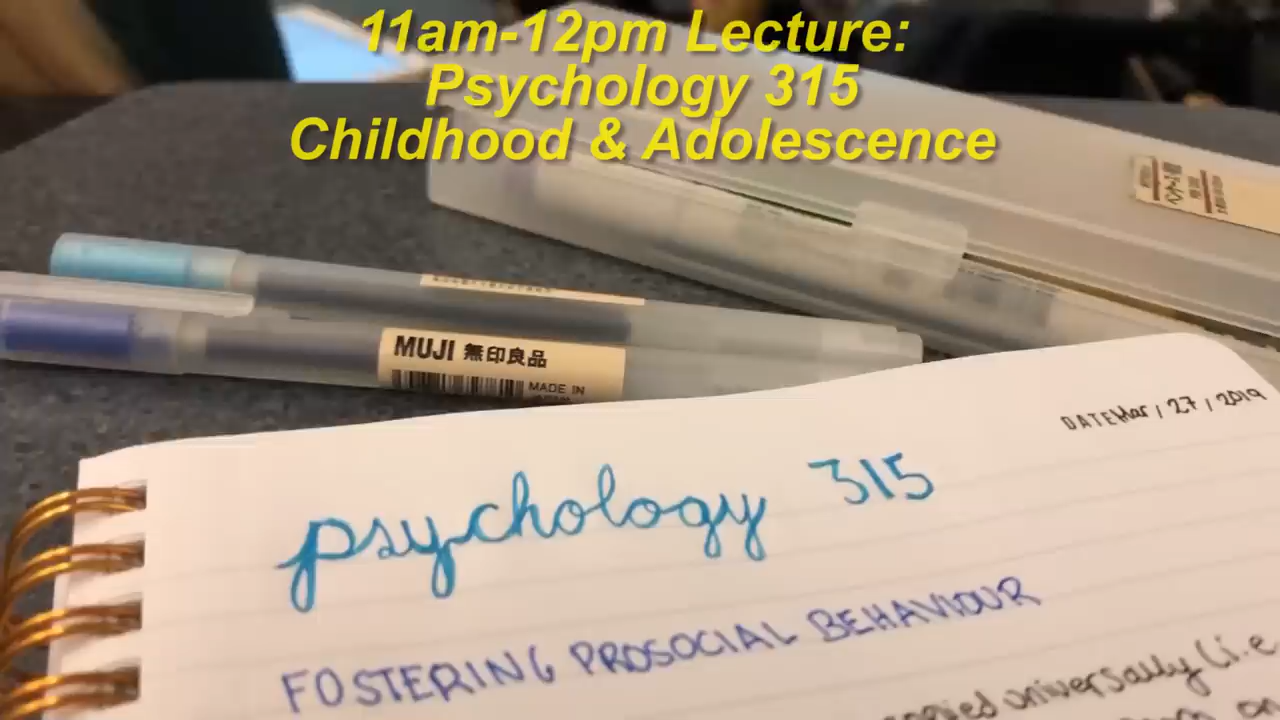 11am-12pm Lecture:
Psychology 315
Childhood & Adolescence
MUJI 無印良品
MADE IN
DATE Mar / 27 / 2019
psychology 315
FOSTERING PROSOCIAL BEHAVIOUR
universally (i.e
on